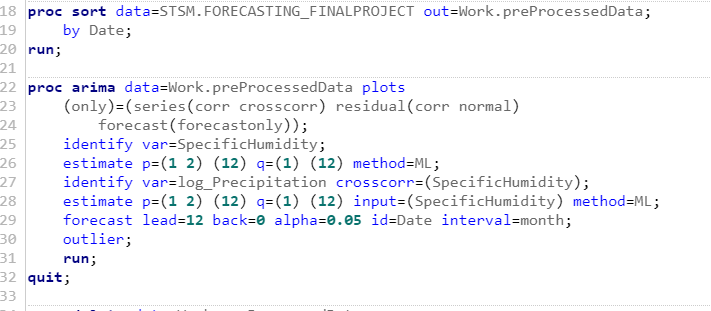 18 proc sort data=STSM.FORECASTING_FINALPROJECT out=Work.preProcessedData;
19 by Date;
20 run;
21
22 proc arima data=Work.preProcessedData plots
23 (only)=(series(corr crosscorr) residual(corr normal)
24 forecast(forecastonly));
25 identify var=SpecificHumidity;
26 estimate p=(1 2) (12) q=(1) (12) method=ML;
27 identify var=log_Precipitation crosscorr=(SpecificHumidity);
28 estimate p=(1 2) (12) q=(1) (12) input=(SpecificHumidity) method=ML;
29 forecast lead=12 back=0 alpha=0.05 id=Date interval=month;
30 outlier;
31 run;
32 quit;
33